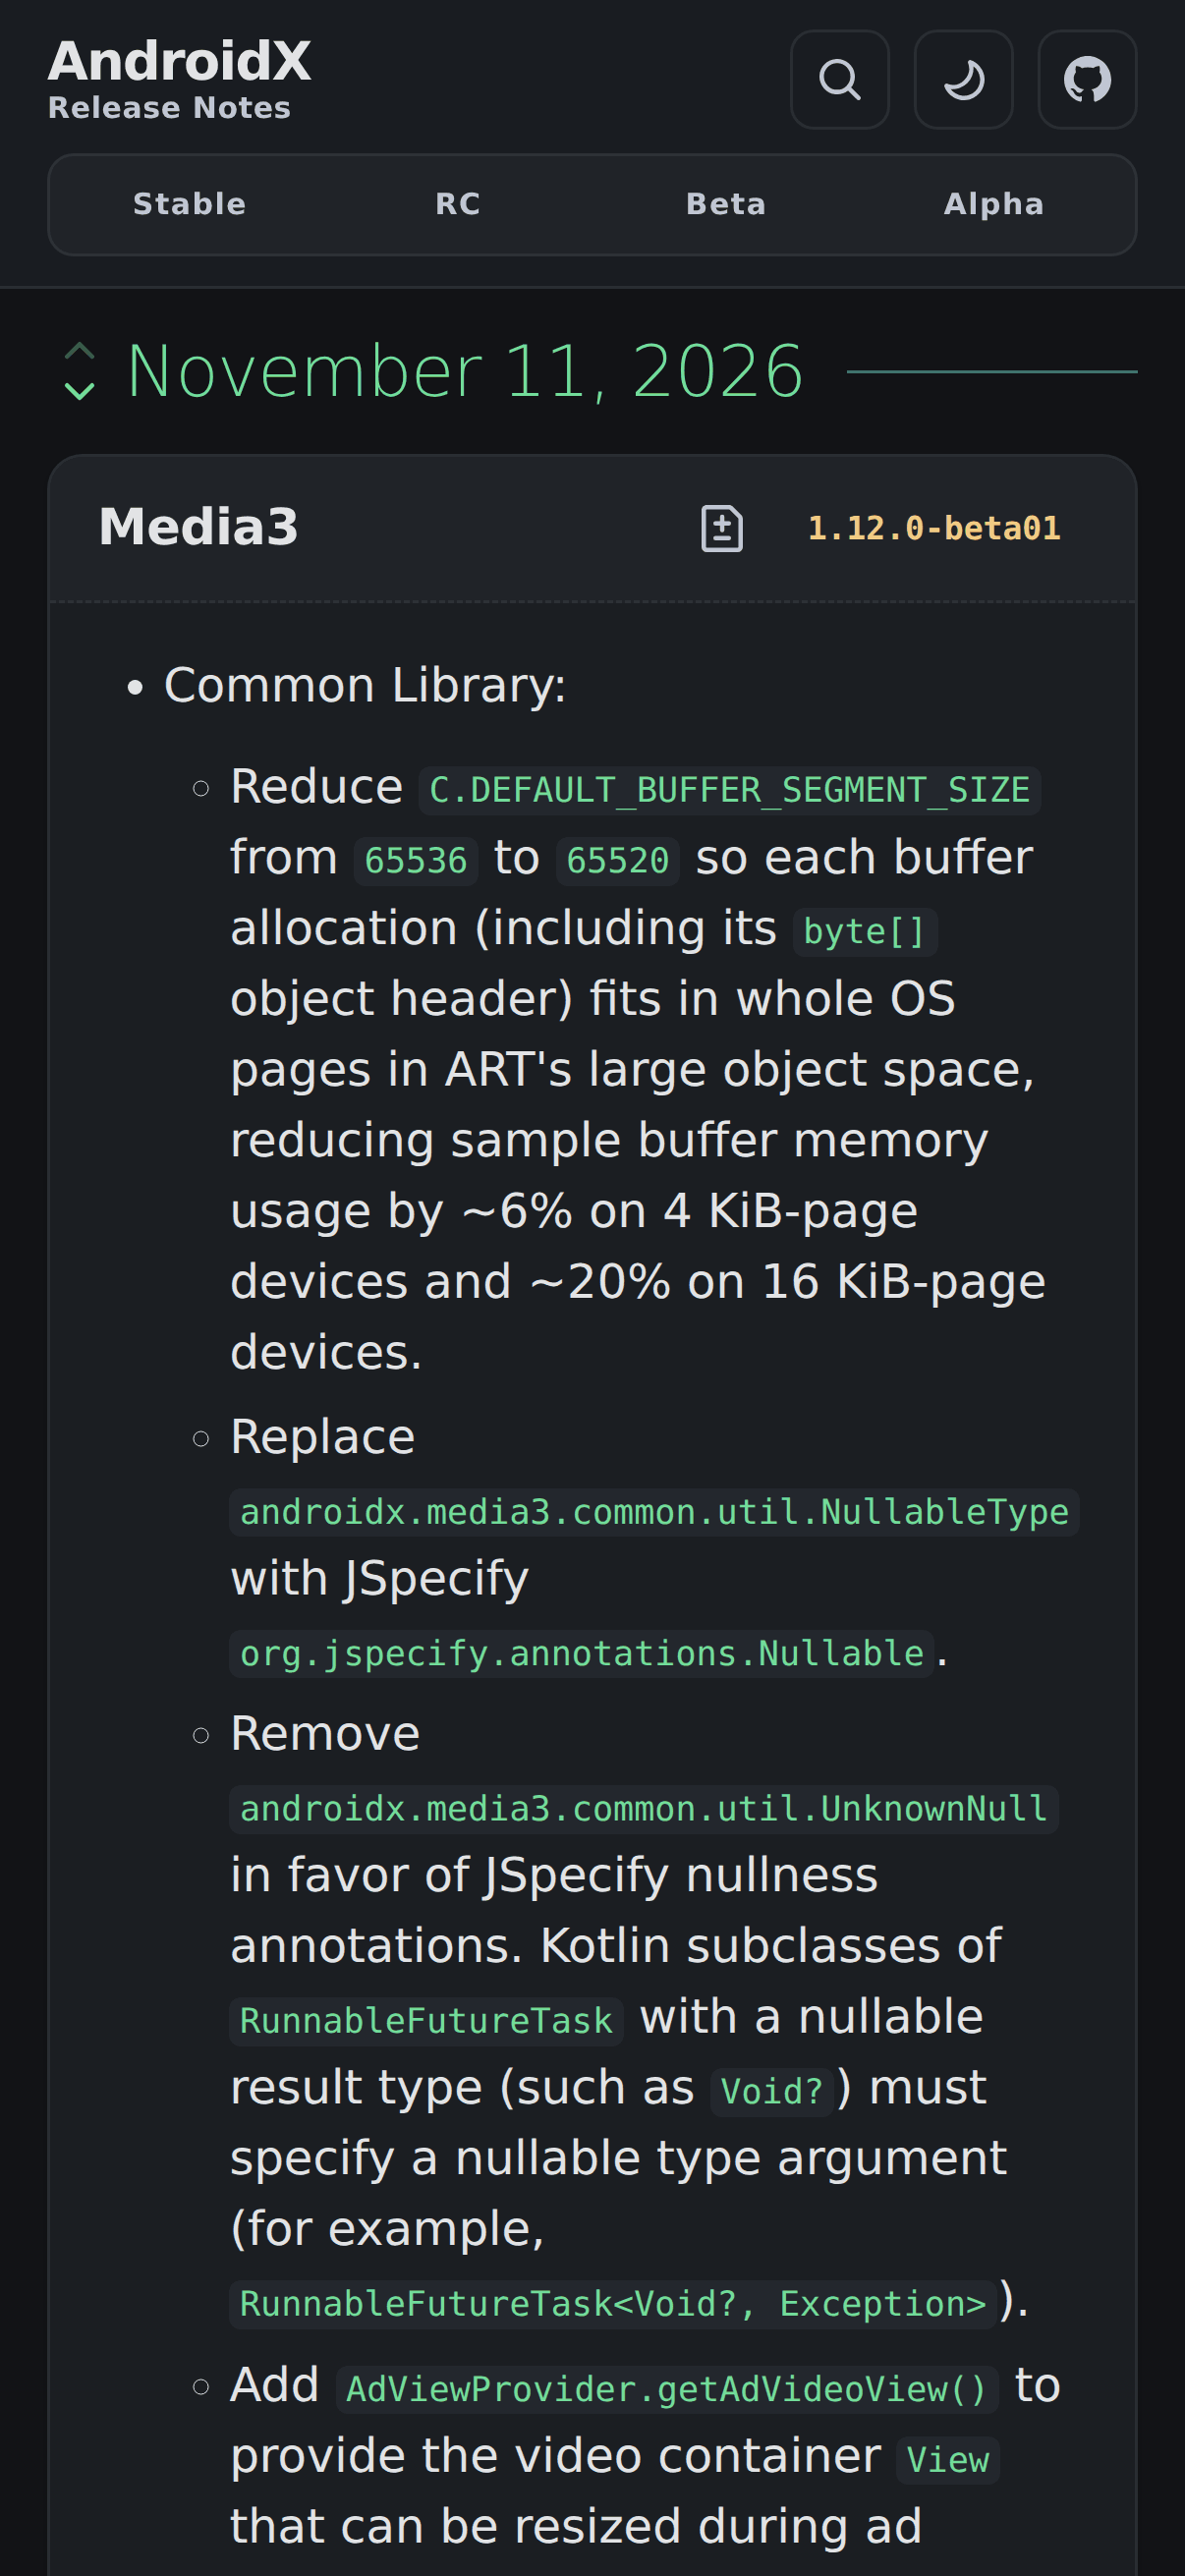 AndroidX
Release Notes
Stable RC Beta Alpha
November 11, 2026
Media3 1.12.0-beta01
• Common Library:
◦ Reduce C.DEFAULT_BUFFER_SEGMENT_SIZE
from 65536 to 65520 so each buffer
allocation (including its byte[]
object header) fits in whole OS
pages in ART's large object space,
reducing sample buffer memory
usage by ~6% on 4 KiB-page
devices and ~20% on 16 KiB-page
devices.
◦ Replace
androidx.media3.common.util.NullableType
with JSpecify
org.jspecify.annotations.Nullable.
◦ Remove
androidx.media3.common.util.UnknownNull
in favor of JSpecify nullness
annotations. Kotlin subclasses of
RunnableFutureTask with a nullable
result type (such as Void?) must
specify a nullable type argument
(for example,
RunnableFutureTask<Void?, Exception>).
◦ Add AdViewProvider.getAdVideoView() to
provide the video container View
that can be resized during ad